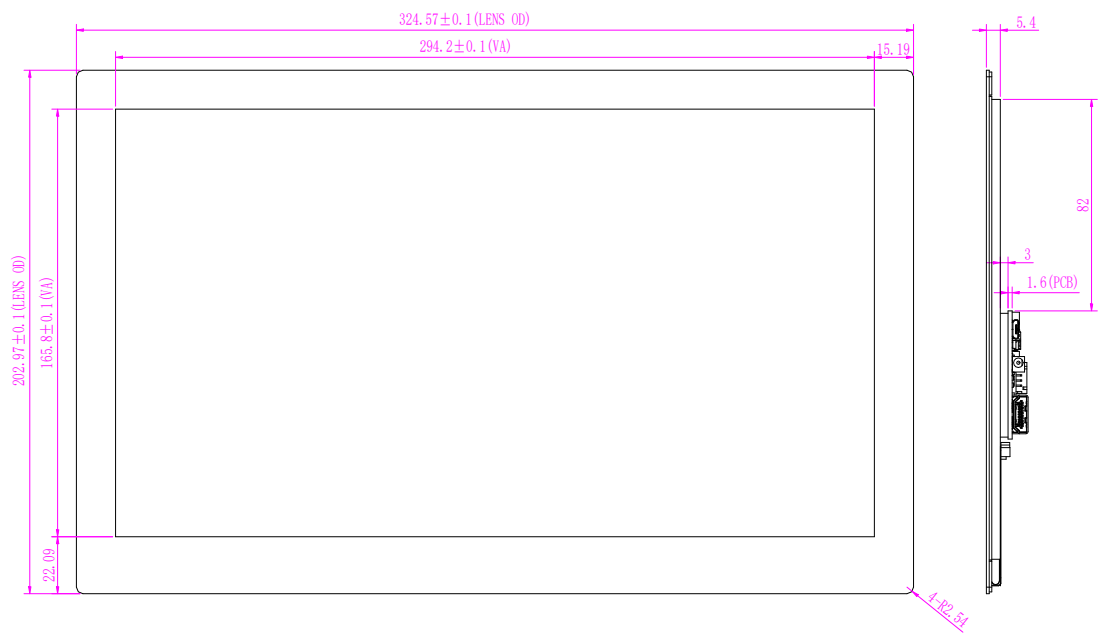 324.57±0.1(LENS OD)
294.2±0.1(VA)
15.19
5.4
202.97±0.1(LENS OD)
165.8±0.1(VA)
82
3
1.6(PCB)
22.09
4-R2.54